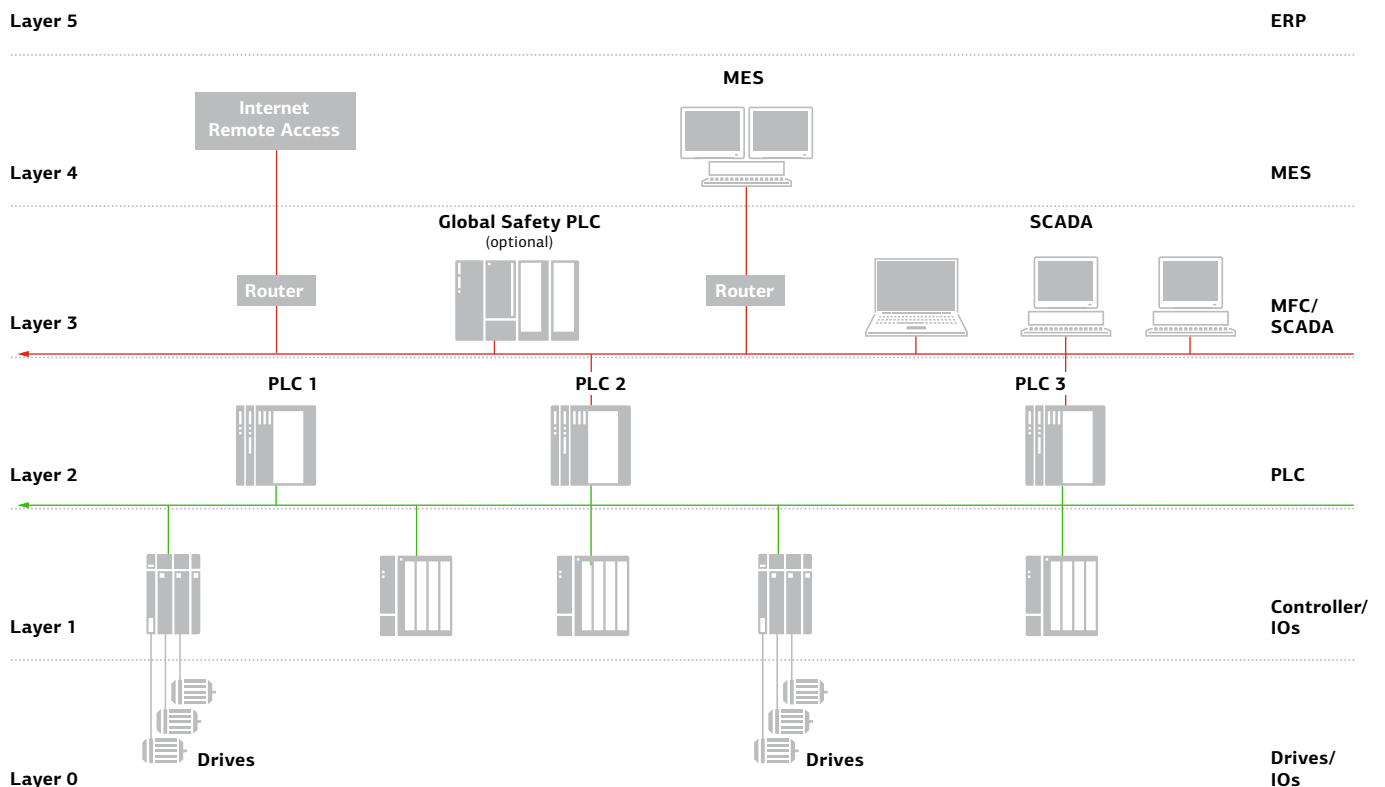 Layer 5
ERP
MES
Internet
Remote Access
Layer 4
MES
Global Safety PLC
(optional)
SCADA
Router
Router
Layer 3
MFC/
SCADA
PLC 1
PLC 2
PLC 3
Layer 2
PLC
Layer 1
Controller/
IOs
Drives
Drives
Layer 0
Drives/
IOs